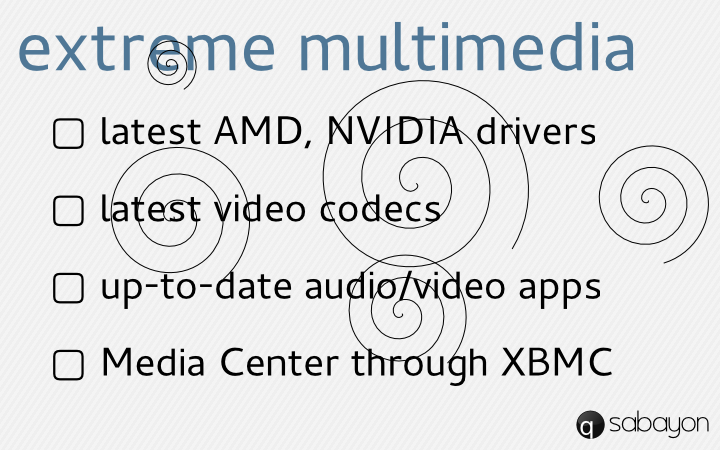 extreme multimedia
latest AMD, NVIDIA drivers
latest video codecs
up-to-date audio/video apps
Media Center through XBMC
sabayon